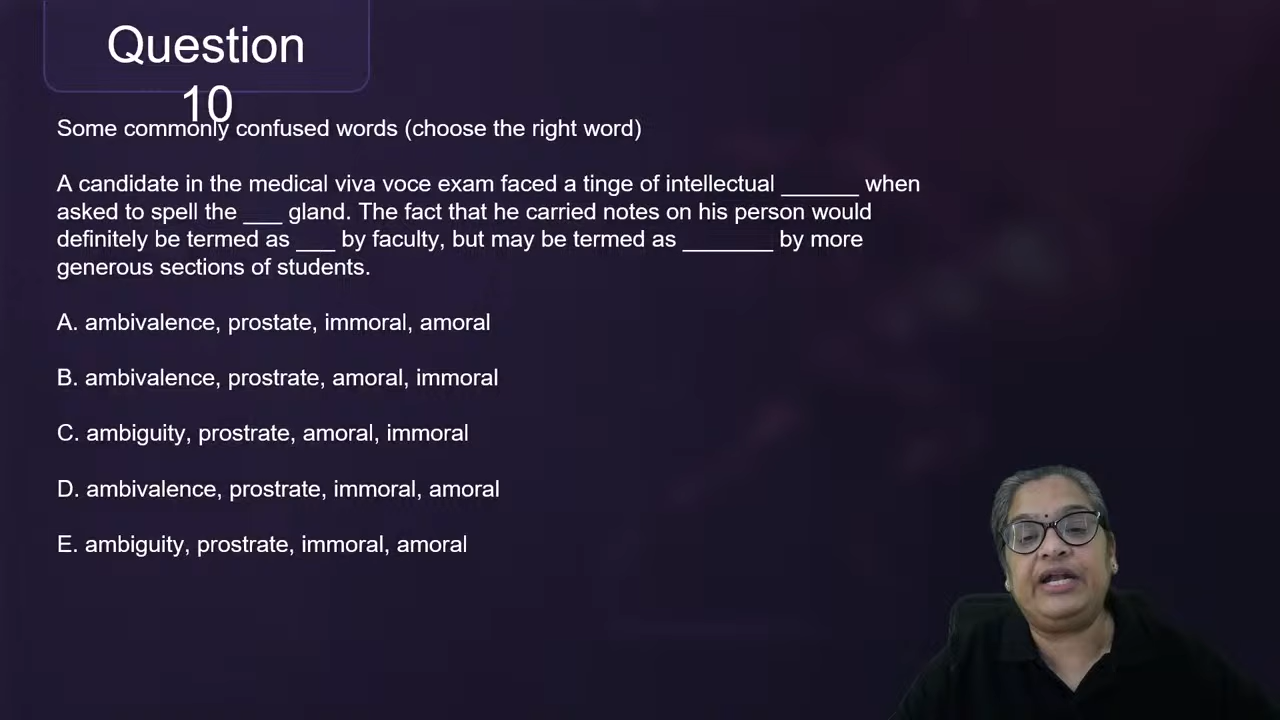 Question
10
Some commonly confused words (choose the right word)
A candidate in the medical viva voce exam faced a tinge of intellectual ______ when
asked to spell the ___ gland. The fact that he carried notes on his person would
definitely be termed as ___ by faculty, but may be termed as _______ by more
generous sections of students.
A. ambivalence, prostate, immoral, amoral
B. ambivalence, prostrate, amoral, immoral
C. ambiguity, prostrate, amoral, immoral
D. ambivalence, prostrate, immoral, amoral
E. ambiguity, prostrate, immoral, amoral